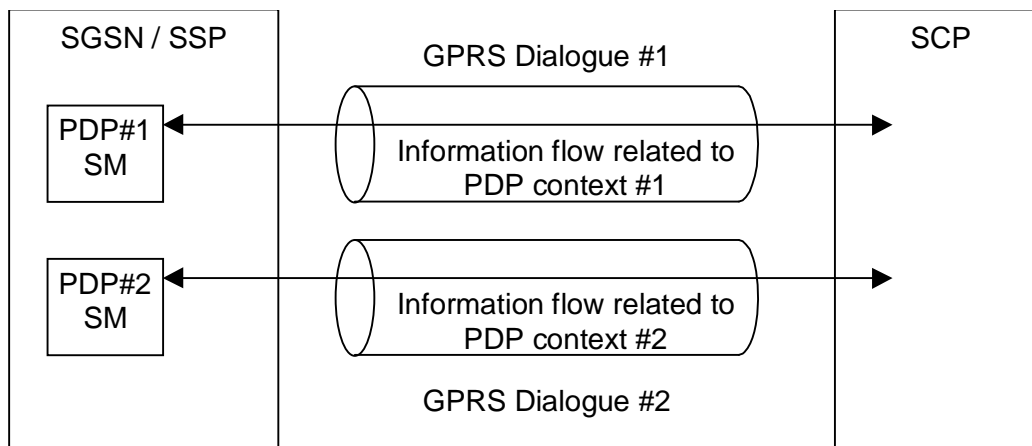 SGSN / SSP
GPRS Dialogue #1
SCP
PDP#1
SM
Information flow related to
PDP context #1
PDP#2
SM
Information flow related to
PDP context #2
GPRS Dialogue #2